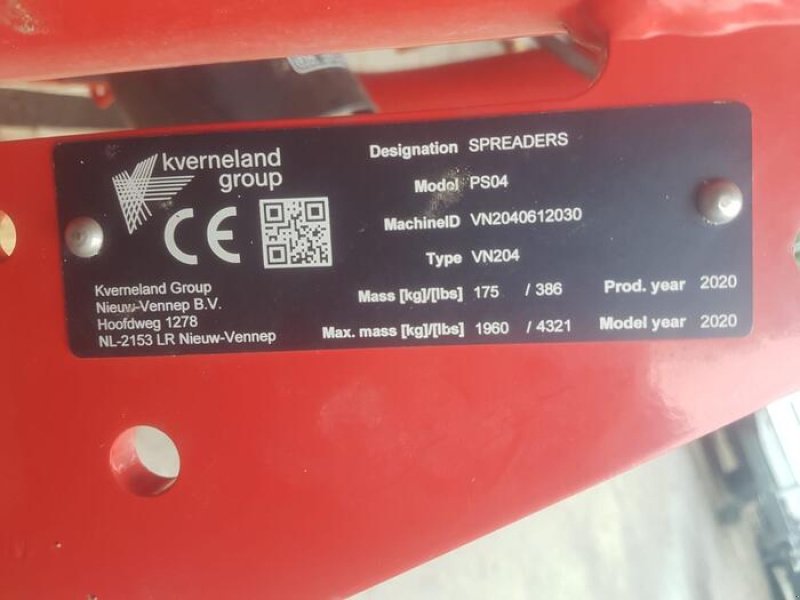 kverneland
group
CE
Kverneland Group
Nieuw-Vennep B.V.
Hoofdweg 1278
NL-2153 LR Nieuw-Vennep
Designation SPREADERS
Model PS04
MachineID VN2040612030
Type VN204
Mass [kg]/[lbs] 175 / 386 Prod. year 2020
Max. mass [kg]/[lbs] 1960 / 4321 Model year 2020